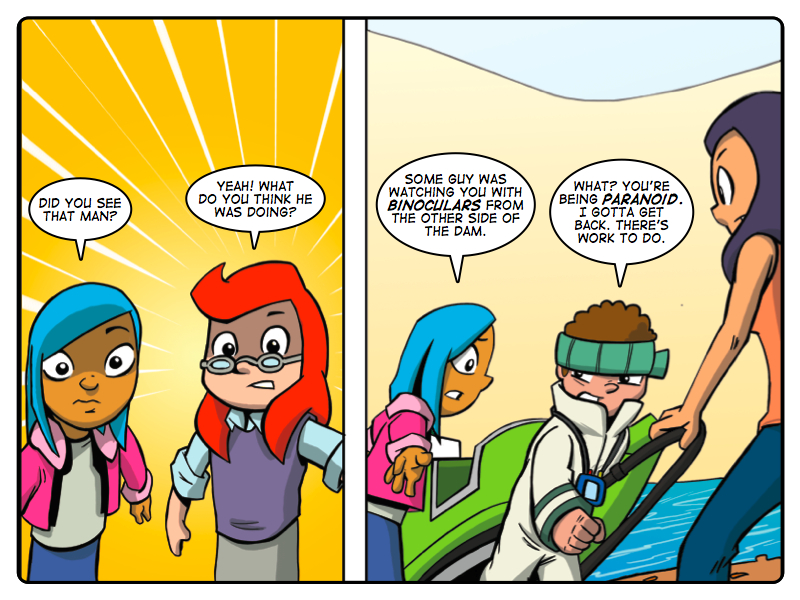 DID YOU SEE
THAT MAN?
YEAH! WHAT
DO YOU THINK HE
WAS DOING?
SOME GUY WAS
WATCHING YOU WITH
BINOCULARS FROM
THE OTHER SIDE OF
THE DAM.
WHAT? YOU'RE
BEING PARANOID.
I GOTTA GET
BACK. THERE'S
WORK TO DO.